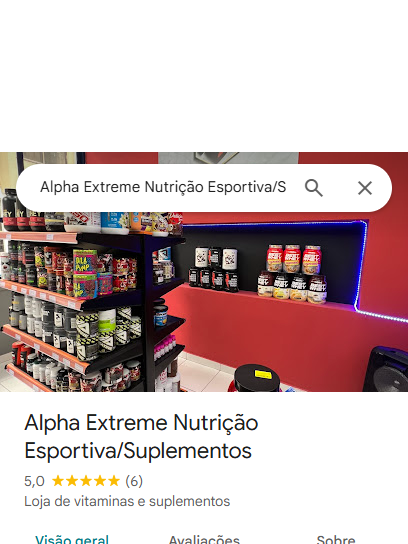 Alpha Extreme Nutrição Esportiva/S
Alpha Extreme Nutrição
Esportiva/Suplementos
5,0 ★★★★★ (6)
Loja de vitaminas e suplementos
Visão geral Avaliações Sobre